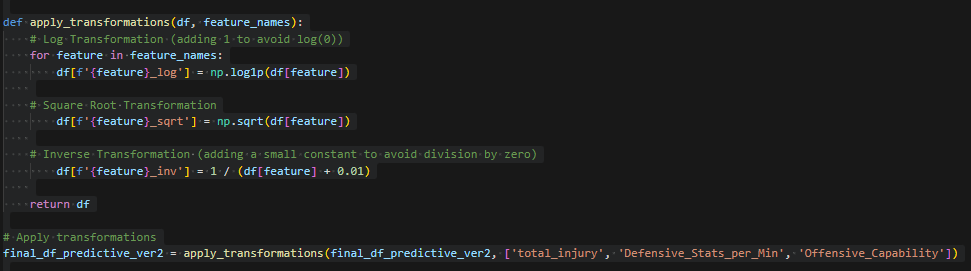 def apply_transformations(df, feature_names):
    # Log Transformation (adding 1 to avoid log(0))
    for feature in feature_names:
        df[f'{feature}_log'] = np.log1p(df[feature])
    # Square Root Transformation
        df[f'{feature}_sqrt'] = np.sqrt(df[feature])
    # Inverse Transformation (adding a small constant to avoid division by zero)
        df[f'{feature}_inv'] = 1 / (df[feature] + 0.01)
    return df
# Apply transformations
final_df_predictive_ver2 = apply_transformations(final_df_predictive_ver2, ['total_injury', 'Defensive_Stats_per_Min', 'Offensive_Capability'])